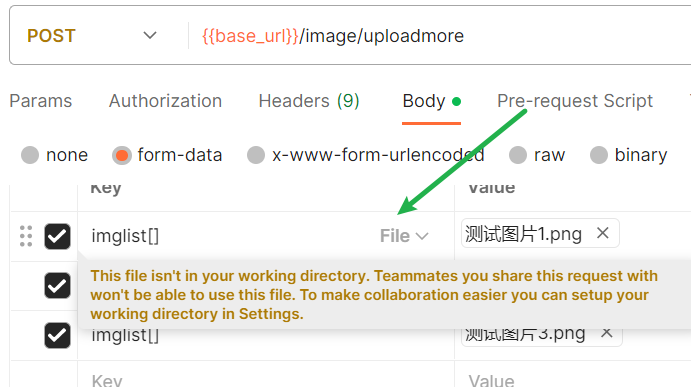 POST {{base_url}}/image/uploadmore
Params Authorization Headers (9) Body Pre-request Script
none form-data x-www-form-urlencoded raw binary
Key Value
imglist[] File 测试图片1.png
This file isn't in your working directory. Teammates you share this request with
won't be able to use this file. To make collaboration easier you can setup your
working directory in Settings.
imglist[] 测试图片3.png
Key Value